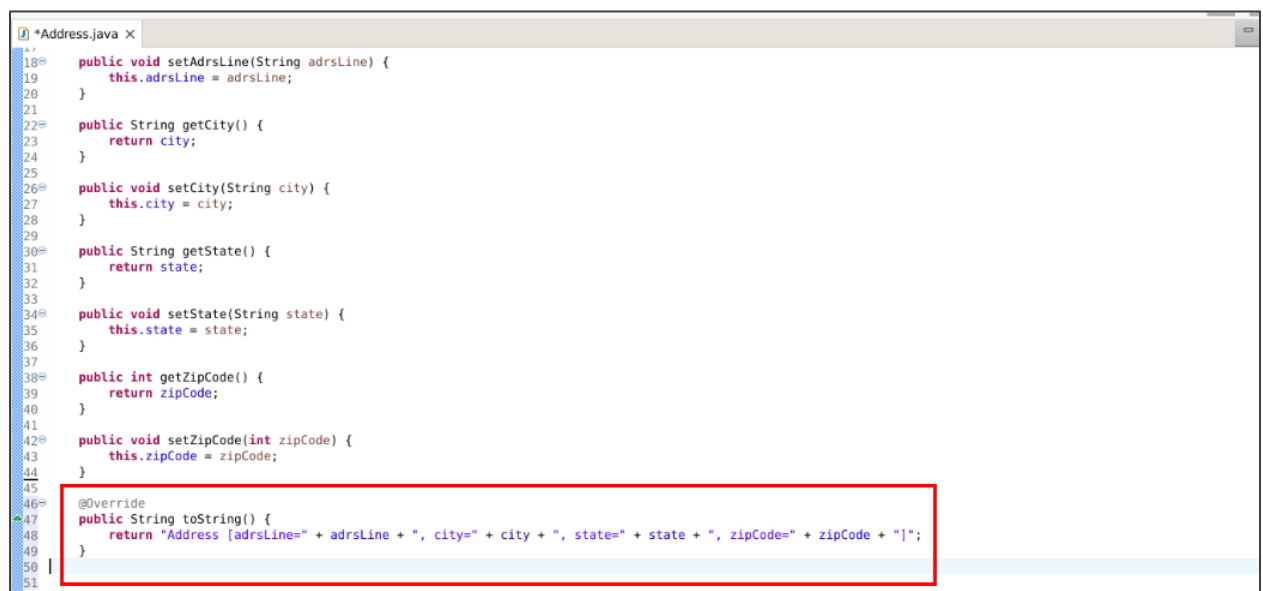 *Address.java
17
18 public void setAdrsLine(String adrsLine) {
19 this.adrsLine = adrsLine;
20 }
21
22 public String getCity() {
23 return city;
24 }
25
26 public void setCity(String city) {
27 this.city = city;
28 }
29
30 public String getState() {
31 return state;
32 }
33
34 public void setState(String state) {
35 this.state = state;
36 }
37
38 public int getZipCode() {
39 return zipCode;
40 }
41
42 public void setZipCode(int zipCode) {
43 this.zipCode = zipCode;
44 }
45
46 @Override
47 public String toString() {
48 return "Address [adrsLine=" + adrsLine + ", city=" + city + ", state=" + state + ", zipCode=" + zipCode + "]";
49 }
50
51